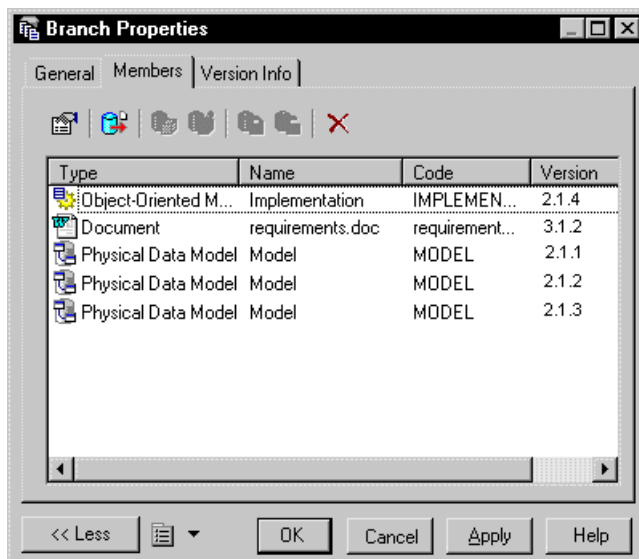 Branch Properties
General Members Version Info
Type Name Code Version
Object-Oriented M... Implementation IMPLEMEN... 2.1.4
Document requirements.doc requirement... 3.1.2
Physical Data Model Model MODEL 2.1.1
Physical Data Model Model MODEL 2.1.2
Physical Data Model Model MODEL 2.1.3
<< Less OK Cancel Apply Help